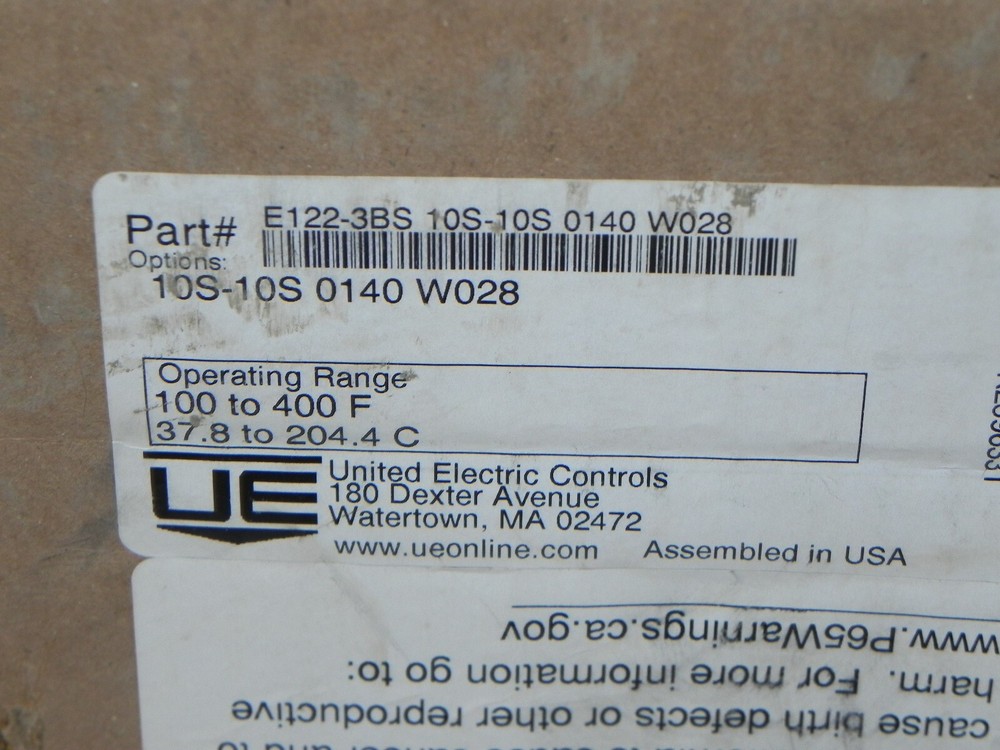 Part# E122-3BS 10S-10S 0140 W028
Options:
10S-10S 0140 W028
Operating Range
100 to 400 F
37.8 to 204.4 C
UE
United Electric Controls
180 Dexter Avenue
Watertown, MA 02472
www.ueonline.com Assembled in USA
cause birth defects or other reproductive
harm. For more information go to:
www.P65Warnings.ca.gov